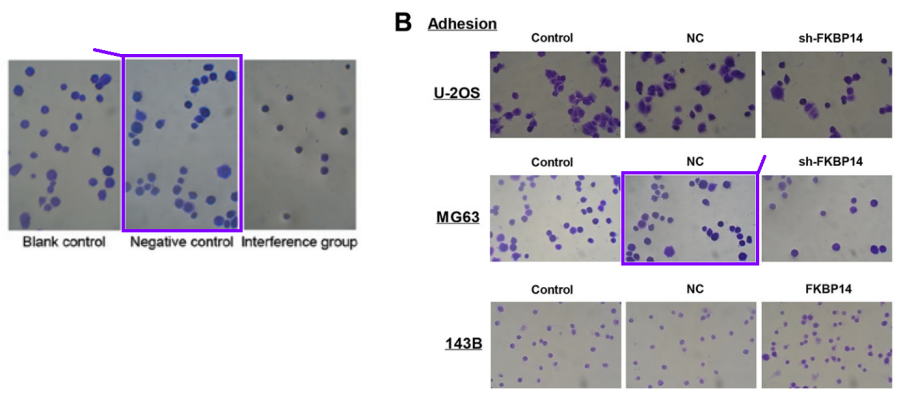 B Adhesion
Control NC sh-FKBP14
U-2OS
Control NC sh-FKBP14
MG63
Control NC FKBP14
143B
Blank control Negative control Interference group